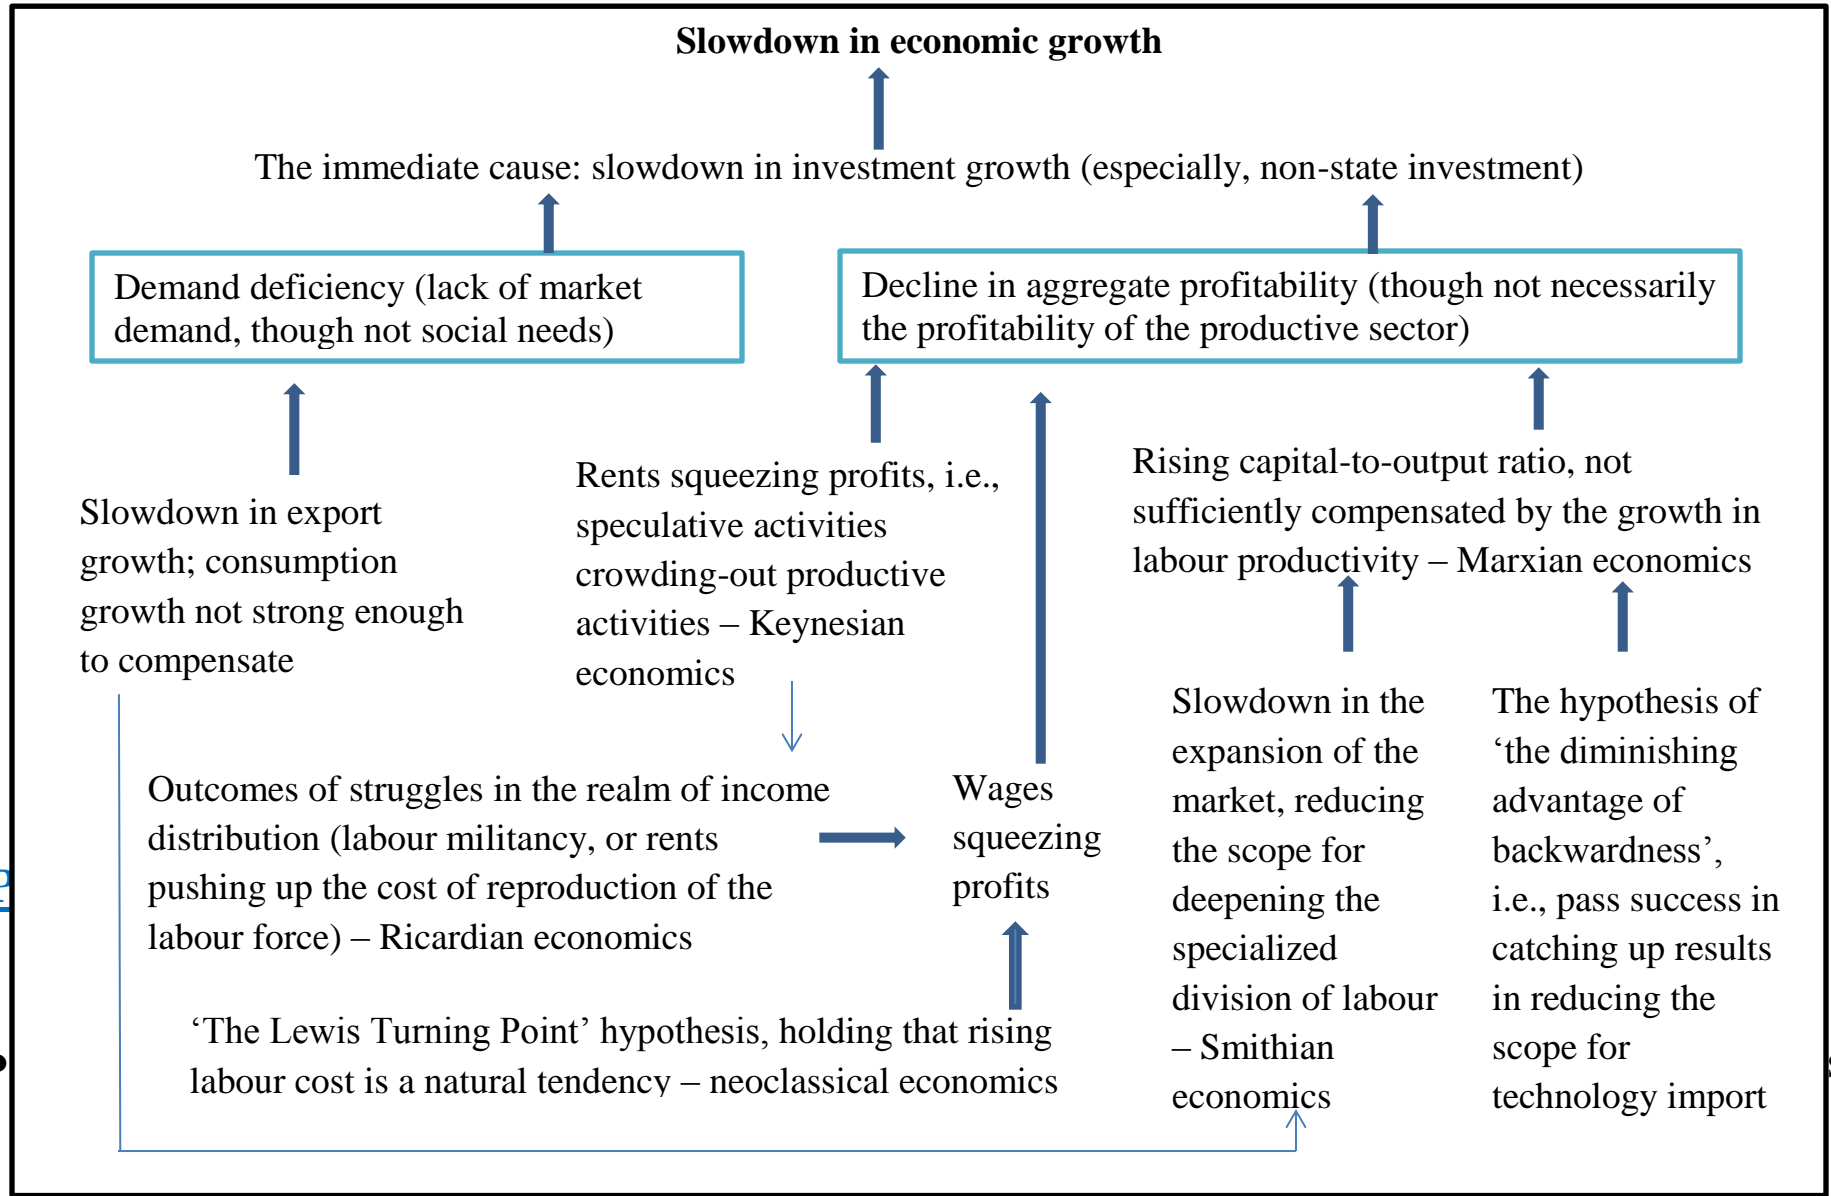 Slowdown in economic growth
The immediate cause: slowdown in investment growth (especially, non-state investment)
Demand deficiency (lack of market
demand, though not social needs)
Decline in aggregate profitability (though not necessarily
the profitability of the productive sector)
Slowdown in export
growth; consumption
growth not strong enough
to compensate
Rents squeezing profits, i.e.,
speculative activities
crowding-out productive
activities – Keynesian
economics
Rising capital-to-output ratio, not
sufficiently compensated by the growth in
labour productivity – Marxian economics
Outcomes of struggles in the realm of income
distribution (labour militancy, or rents
pushing up the cost of reproduction of the
labour force) – Ricardian economics
Wages
squeezing
profits
‘The Lewis Turning Point’ hypothesis, holding that rising
labour cost is a natural tendency – neoclassical economics
Slowdown in the
expansion of the
market, reducing
the scope for
deepening the
specialized
division of labour
– Smithian
economics
The hypothesis of
‘the diminishing
advantage of
backwardness’,
i.e., pass success in
catching up results
in reducing the
scope for
technology import